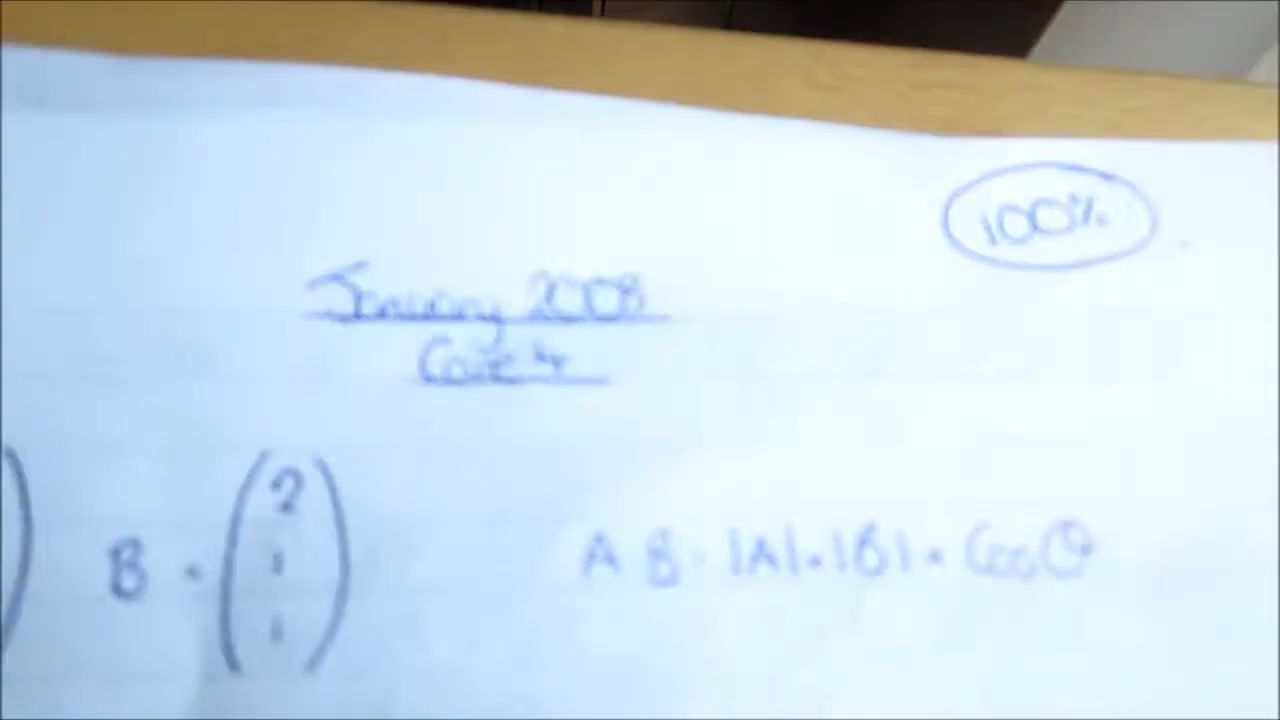 100%
January 2008
Core 4
) B = (2 1 1) A B = |A| × |B| × Cos θ